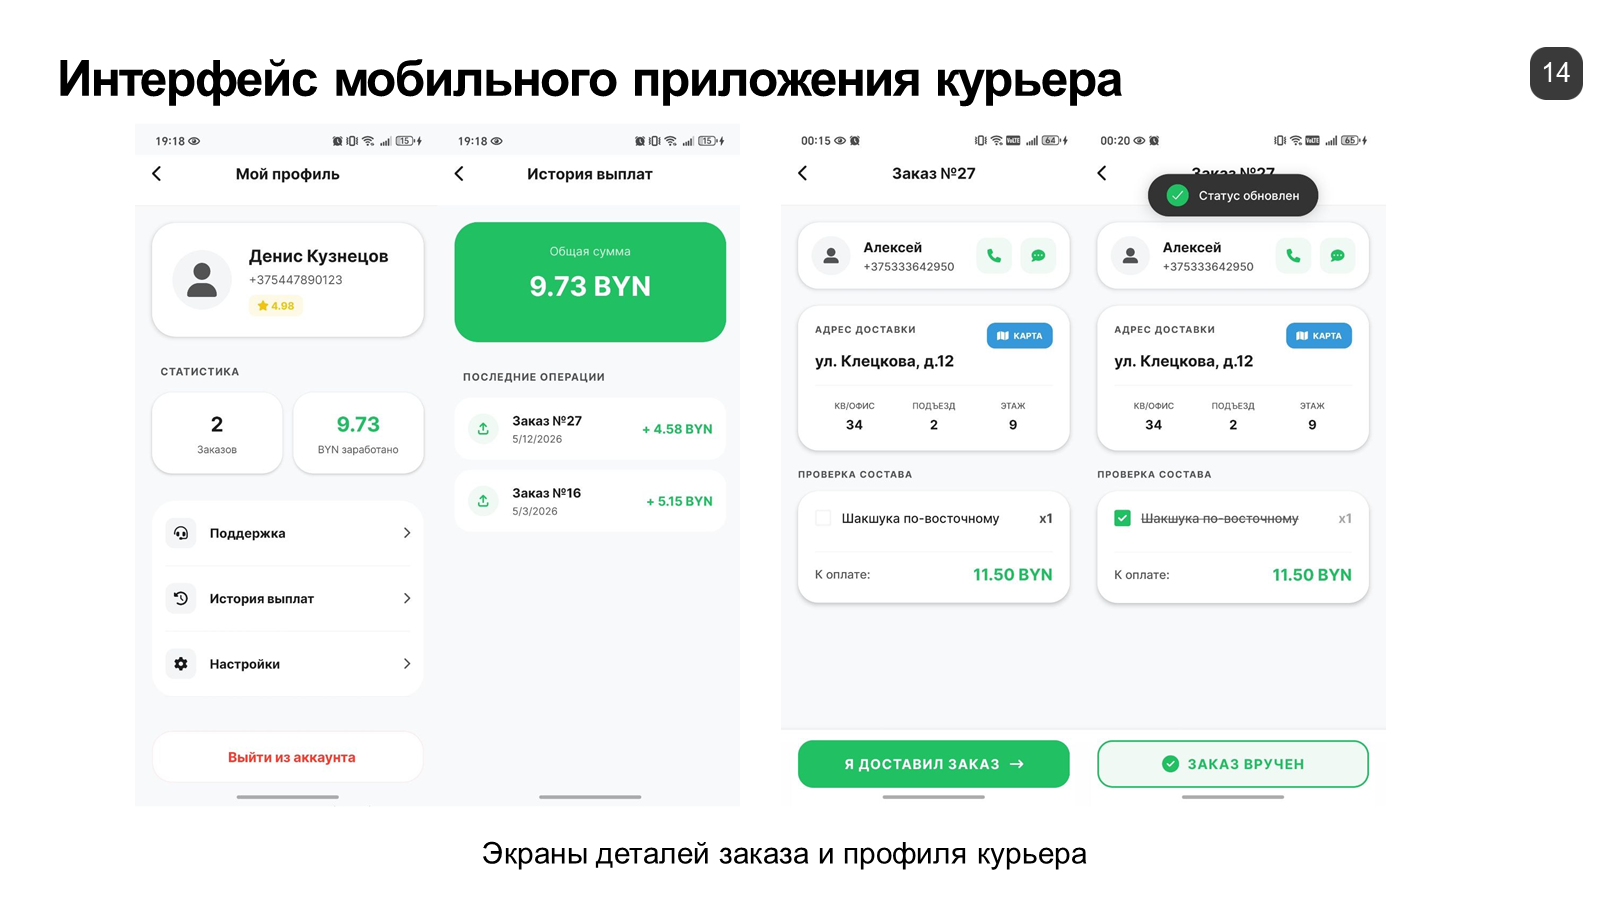 Интерфейс мобильного приложения курьера
14
19:18
15
Мой профиль
Денис Кузнецов
+375447890123
4.98
СТАТИСТИКА
2
Заказов
9.73
BYN заработано
Поддержка
История выплат
Настройки
Выйти из аккаунта
19:18
15
История выплат
Общая сумма
9.73 BYN
ПОСЛЕДНИЕ ОПЕРАЦИИ
Заказ №27
5/12/2026
+ 4.58 BYN
Заказ №16
5/3/2026
+ 5.15 BYN
00:15
64
Заказ №27
Алексей
+375333642950
АДРЕС ДОСТАВКИ
КАРТА
ул. Клецкова, д.12
КВ/ОФИС ПОДЪЕЗД ЭТАЖ
34 2 9
ПРОВЕРКА СОСТАВА
Шакшука по-восточному x1
К оплате: 11.50 BYN
Я ДОСТАВИЛ ЗАКАЗ →
00:20
65
Заказ №27
Статус обновлен
Алексей
+375333642950
АДРЕС ДОСТАВКИ
КАРТА
ул. Клецкова, д.12
КВ/ОФИС ПОДЪЕЗД ЭТАЖ
34 2 9
ПРОВЕРКА СОСТАВА
Шакшука по-восточному x1
К оплате: 11.50 BYN
ЗАКАЗ ВРУЧЕН
Экраны деталей заказа и профиля курьера